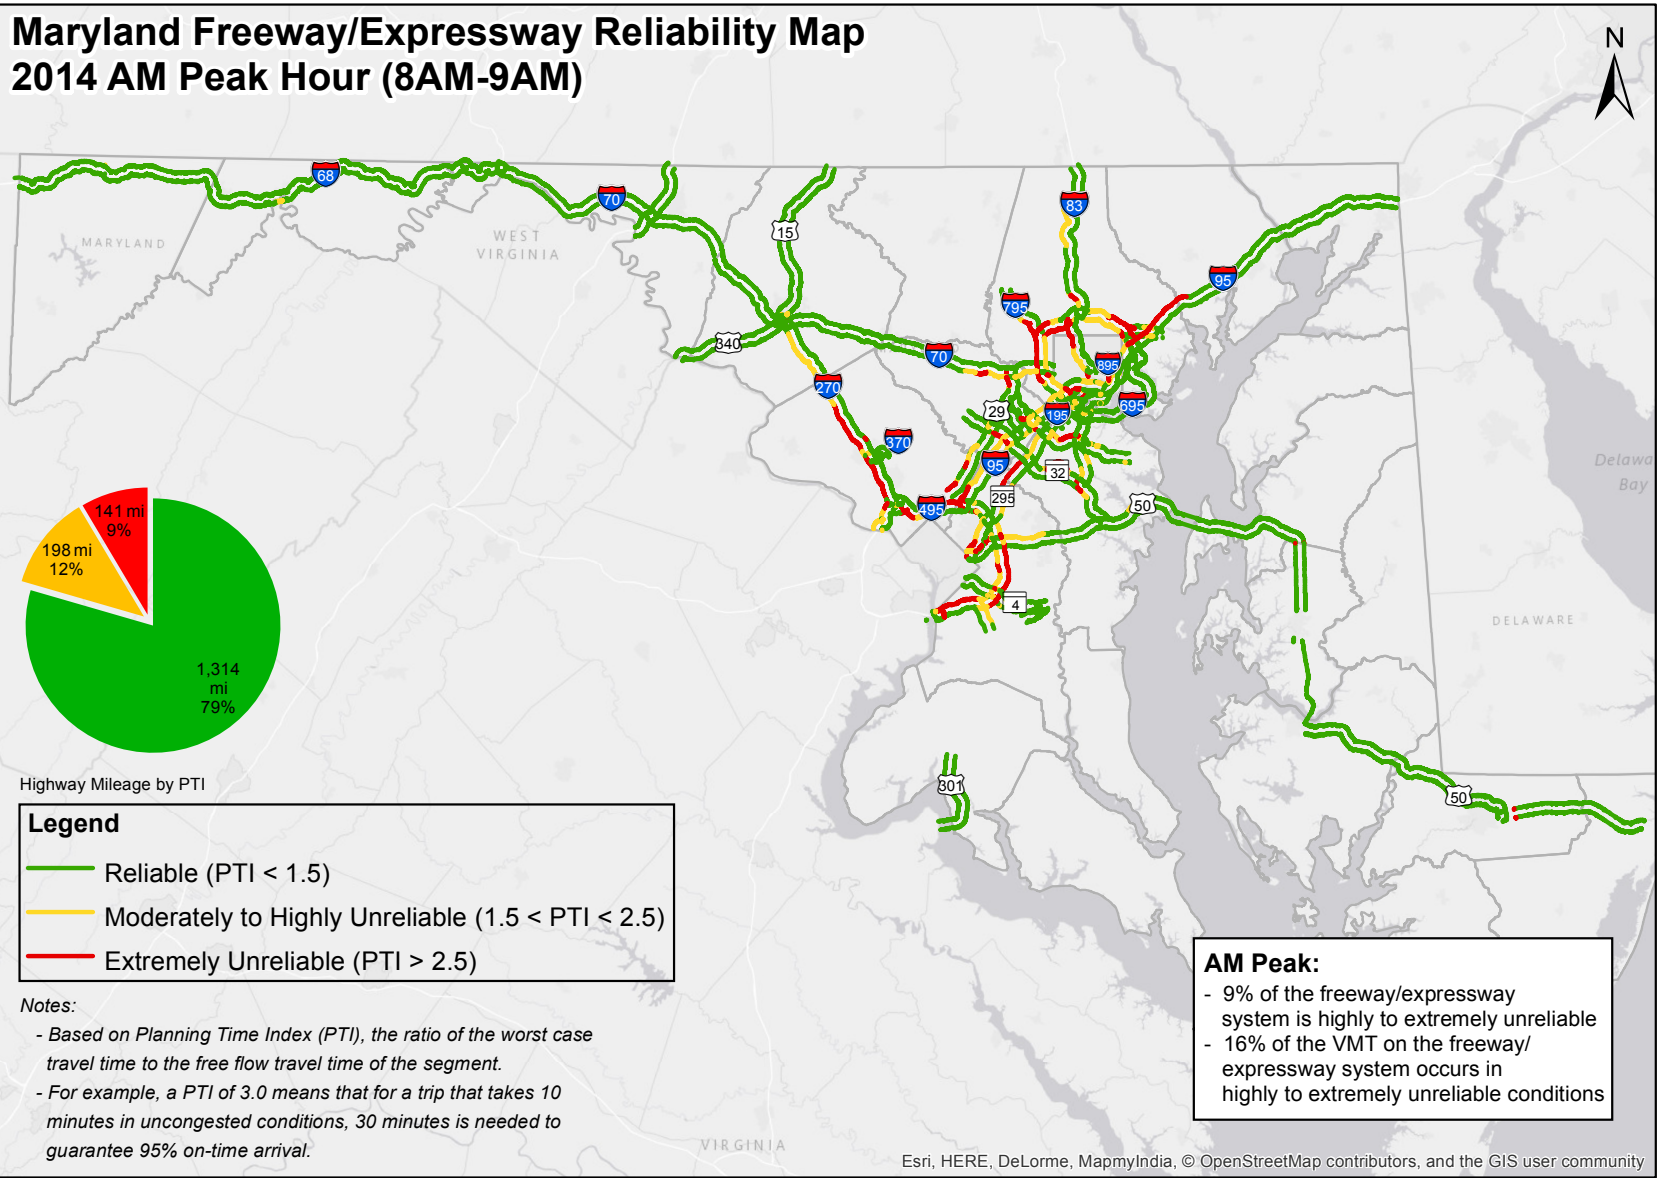 Maryland Freeway/Expressway Reliability Map
2014 AM Peak Hour (8AM-9AM)
N
68
70
15
83
95
MARYLAND
WEST
VIRGINIA
795
340
70
895
270
29
195
695
370
95
32
295
495
50
Delawa
Bay
4
DELAWARE
141 mi
9%
198 mi
12%
1,314
mi
79%
301
50
Highway Mileage by PTI
Legend
Reliable (PTI < 1.5)
Moderately to Highly Unreliable (1.5 < PTI < 2.5)
Extremely Unreliable (PTI > 2.5)
Notes:
- Based on Planning Time Index (PTI), the ratio of the worst case
travel time to the free flow travel time of the segment.
- For example, a PTI of 3.0 means that for a trip that takes 10
minutes in uncongested conditions, 30 minutes is needed to
guarantee 95% on-time arrival.
AM Peak:
- 9% of the freeway/expressway
system is highly to extremely unreliable
- 16% of the VMT on the freeway/
expressway system occurs in
highly to extremely unreliable conditions
VIRGINIA
Esri, HERE, DeLorme, MapmyIndia, © OpenStreetMap contributors, and the GIS user community